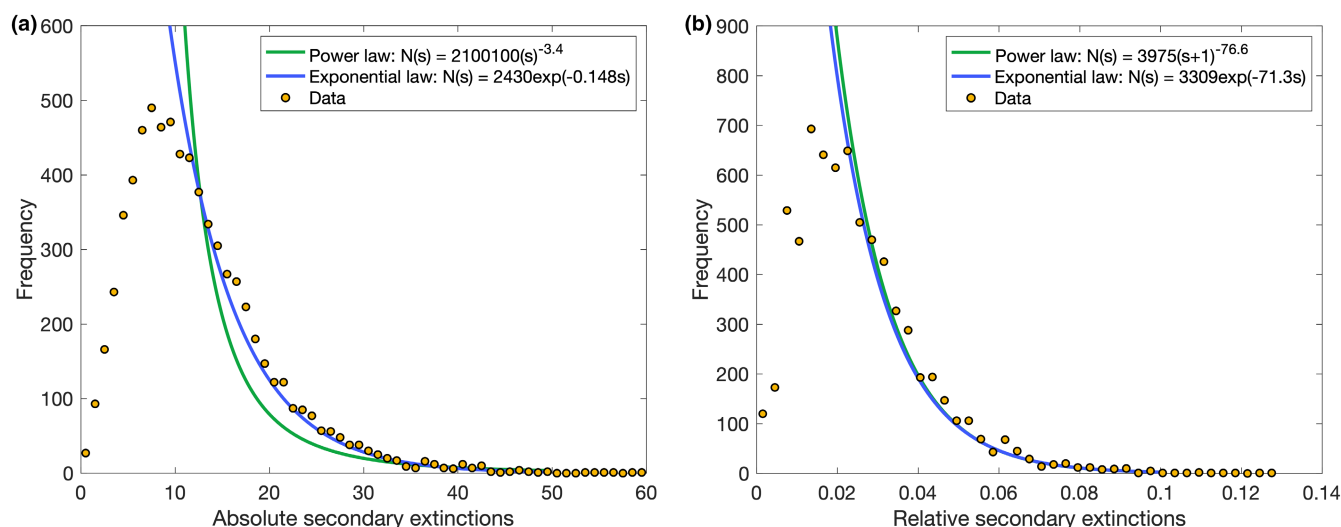 (a)
600
500
400
300
200
100
0
Frequency
0 10 20 30 40 50 60
Absolute secondary extinctions
Power law: N(s) = 2100100(s)^-3.4
Exponential law: N(s) = 2430exp(-0.148s)
Data
(b)
900
800
700
600
500
400
300
200
100
0
Frequency
0 0.02 0.04 0.06 0.08 0.1 0.12 0.14
Relative secondary extinctions
Power law: N(s) = 3975(s+1)^-76.6
Exponential law: N(s) = 3309exp(-71.3s)
Data